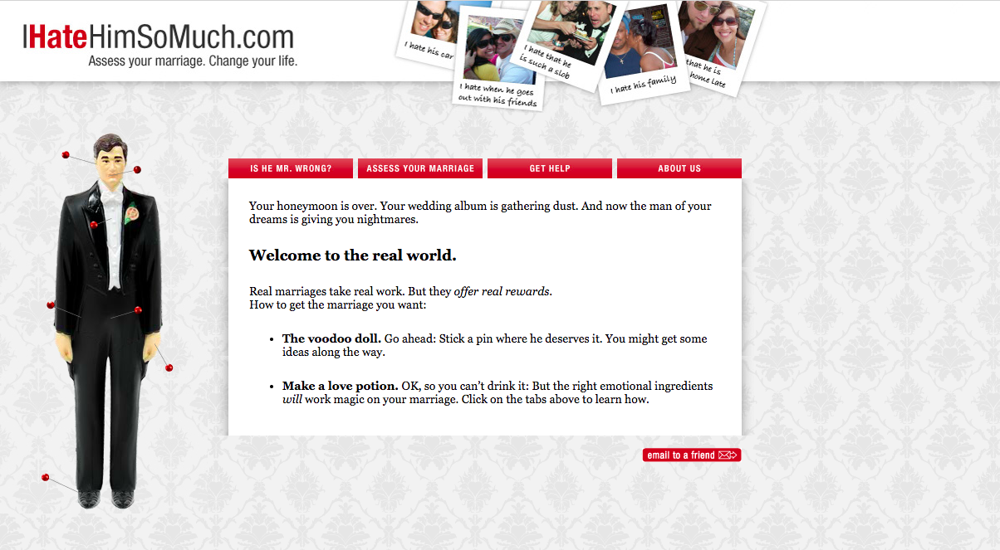 IHateHimSoMuch.com
Assess your marriage. Change your life.
I hate his car
I hate when he goes
out with his friends
I hate that he
is such a slob
I hate his family
that he is
home late
IS HE MR. WRONG?
ASSESS YOUR MARRIAGE
GET HELP
ABOUT US
Your honeymoon is over. Your wedding album is gathering dust. And now the man of your
dreams is giving you nightmares.
Welcome to the real world.
Real marriages take real work. But they offer real rewards.
How to get the marriage you want:
• The voodoo doll. Go ahead: Stick a pin where he deserves it. You might get some
ideas along the way.
• Make a love potion. OK, so you can’t drink it: But the right emotional ingredients
will work magic on your marriage. Click on the tabs above to learn how.
email to a friend